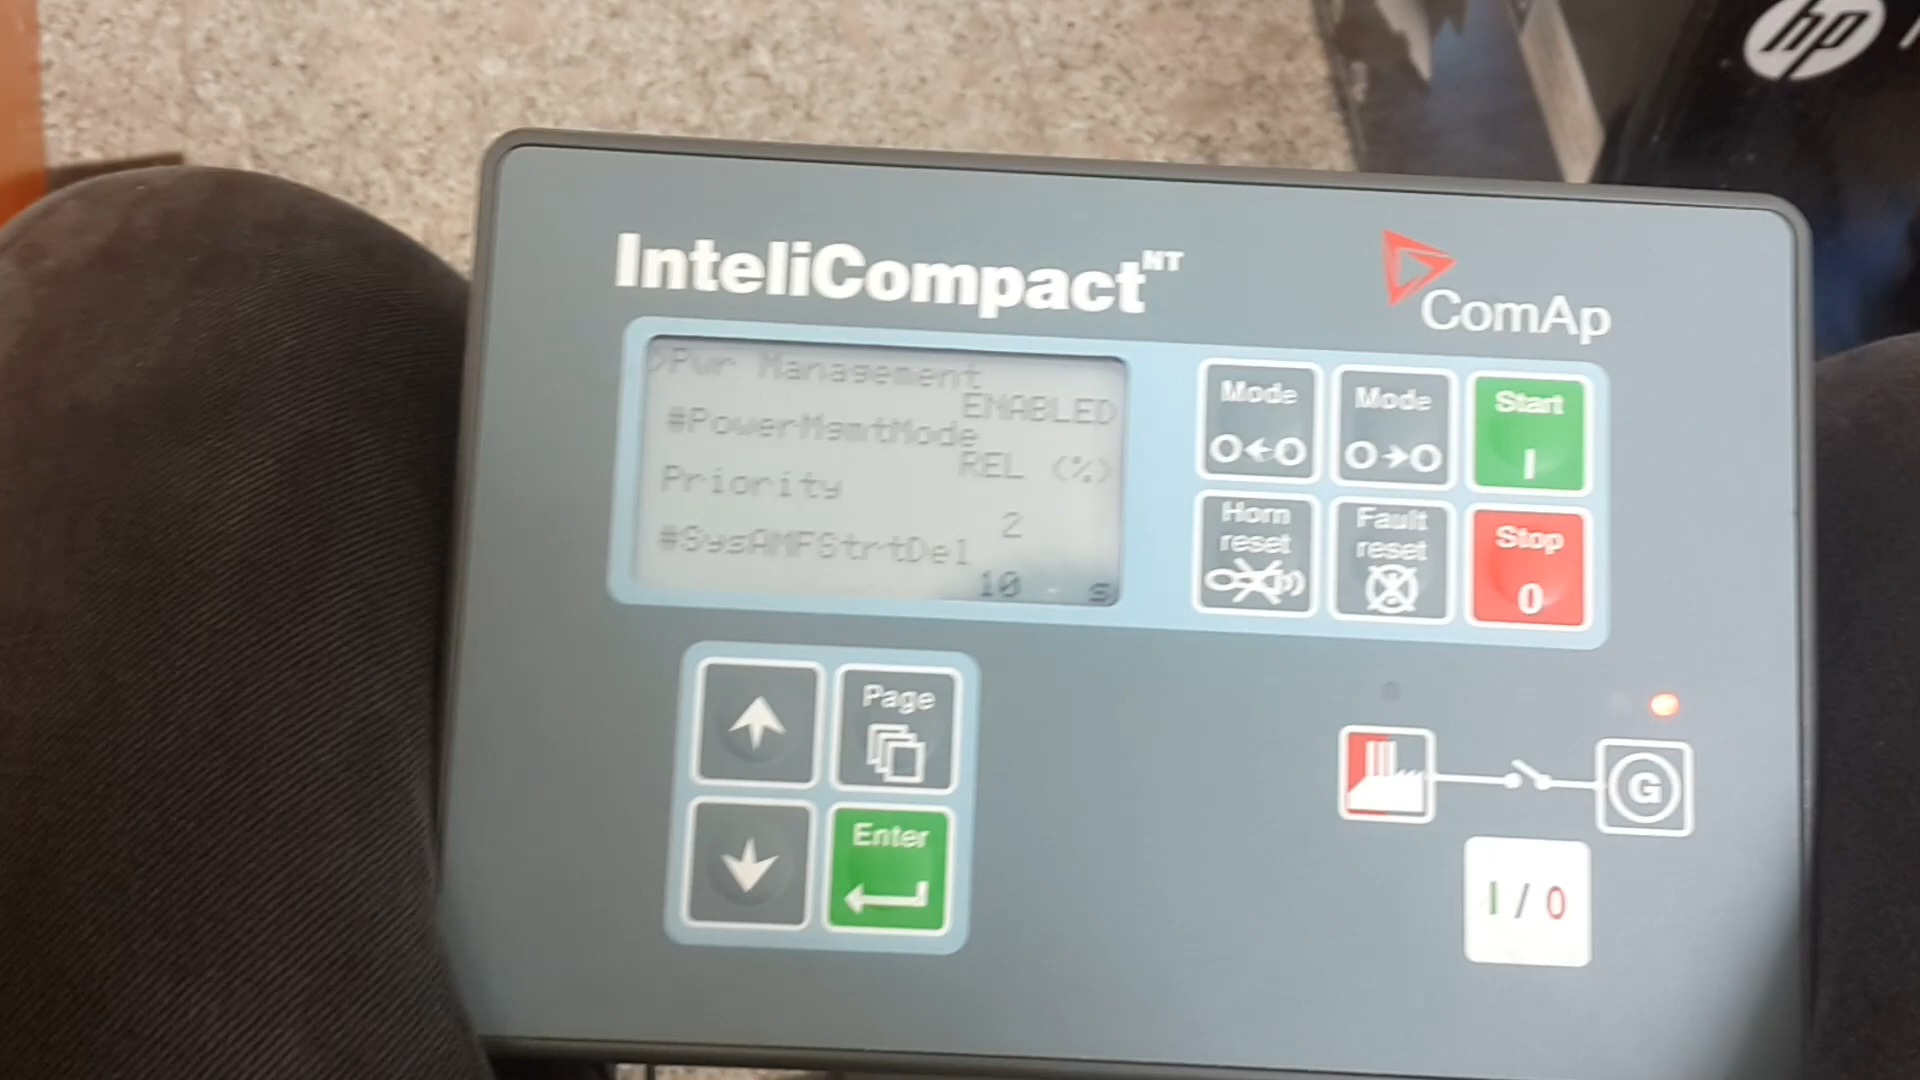 hp
InteliCompact NT
ComAp
>Pwr Management
ENABLED
#PowerMgmtMode
REL (%)
Priority
2
#SysAMFStrtDel
10 s
Mode
Mode
Start
I
Horn reset
Fault reset
Stop
0
Page
Enter
G
I / 0